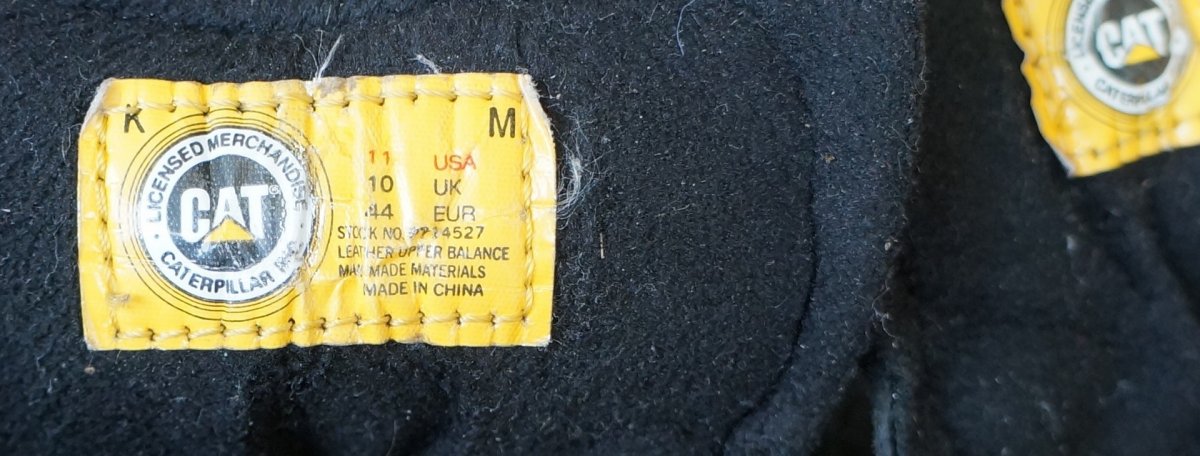 K
M
LICENSED MERCHANDISE
CAT®
CATERPILLAR INC.
11 USA
10 UK
44 EUR
STOCK NO.
LEATHER UPPER BALANCE
MAN MADE MATERIALS
MADE IN CHINA
CAT
CATERPILLAR